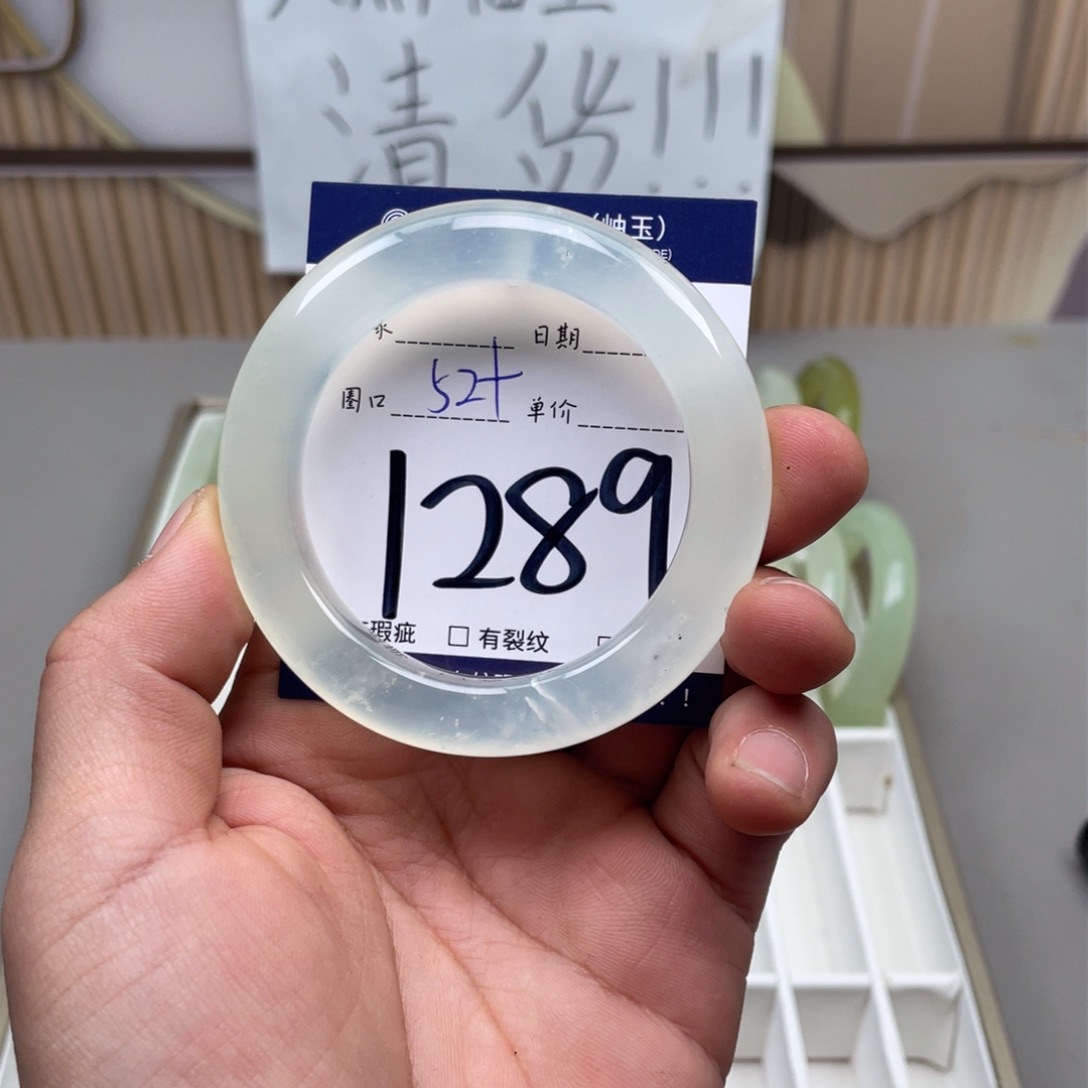 清货!!!
(岫玉)
日期
圈口 52+ 单价
1289
瑕疵 □ 有裂纹 □
!